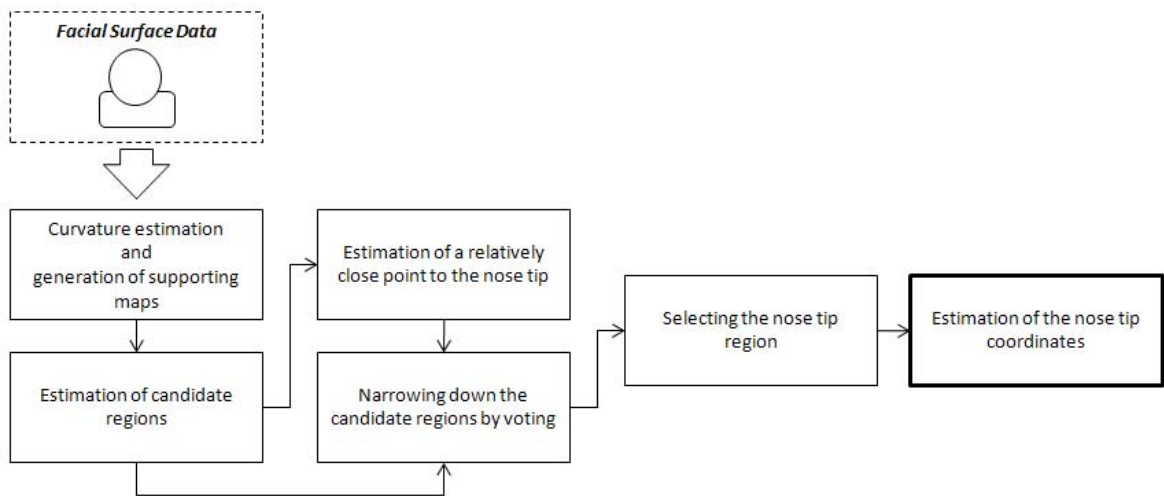 Facial Surface Data
Curvature estimation
and
generation of supporting
maps
Estimation of candidate
regions
Estimation of a relatively
close point to the nose tip
Narrowing down the
candidate regions by voting
Selecting the nose tip
region
Estimation of the nose tip
coordinates